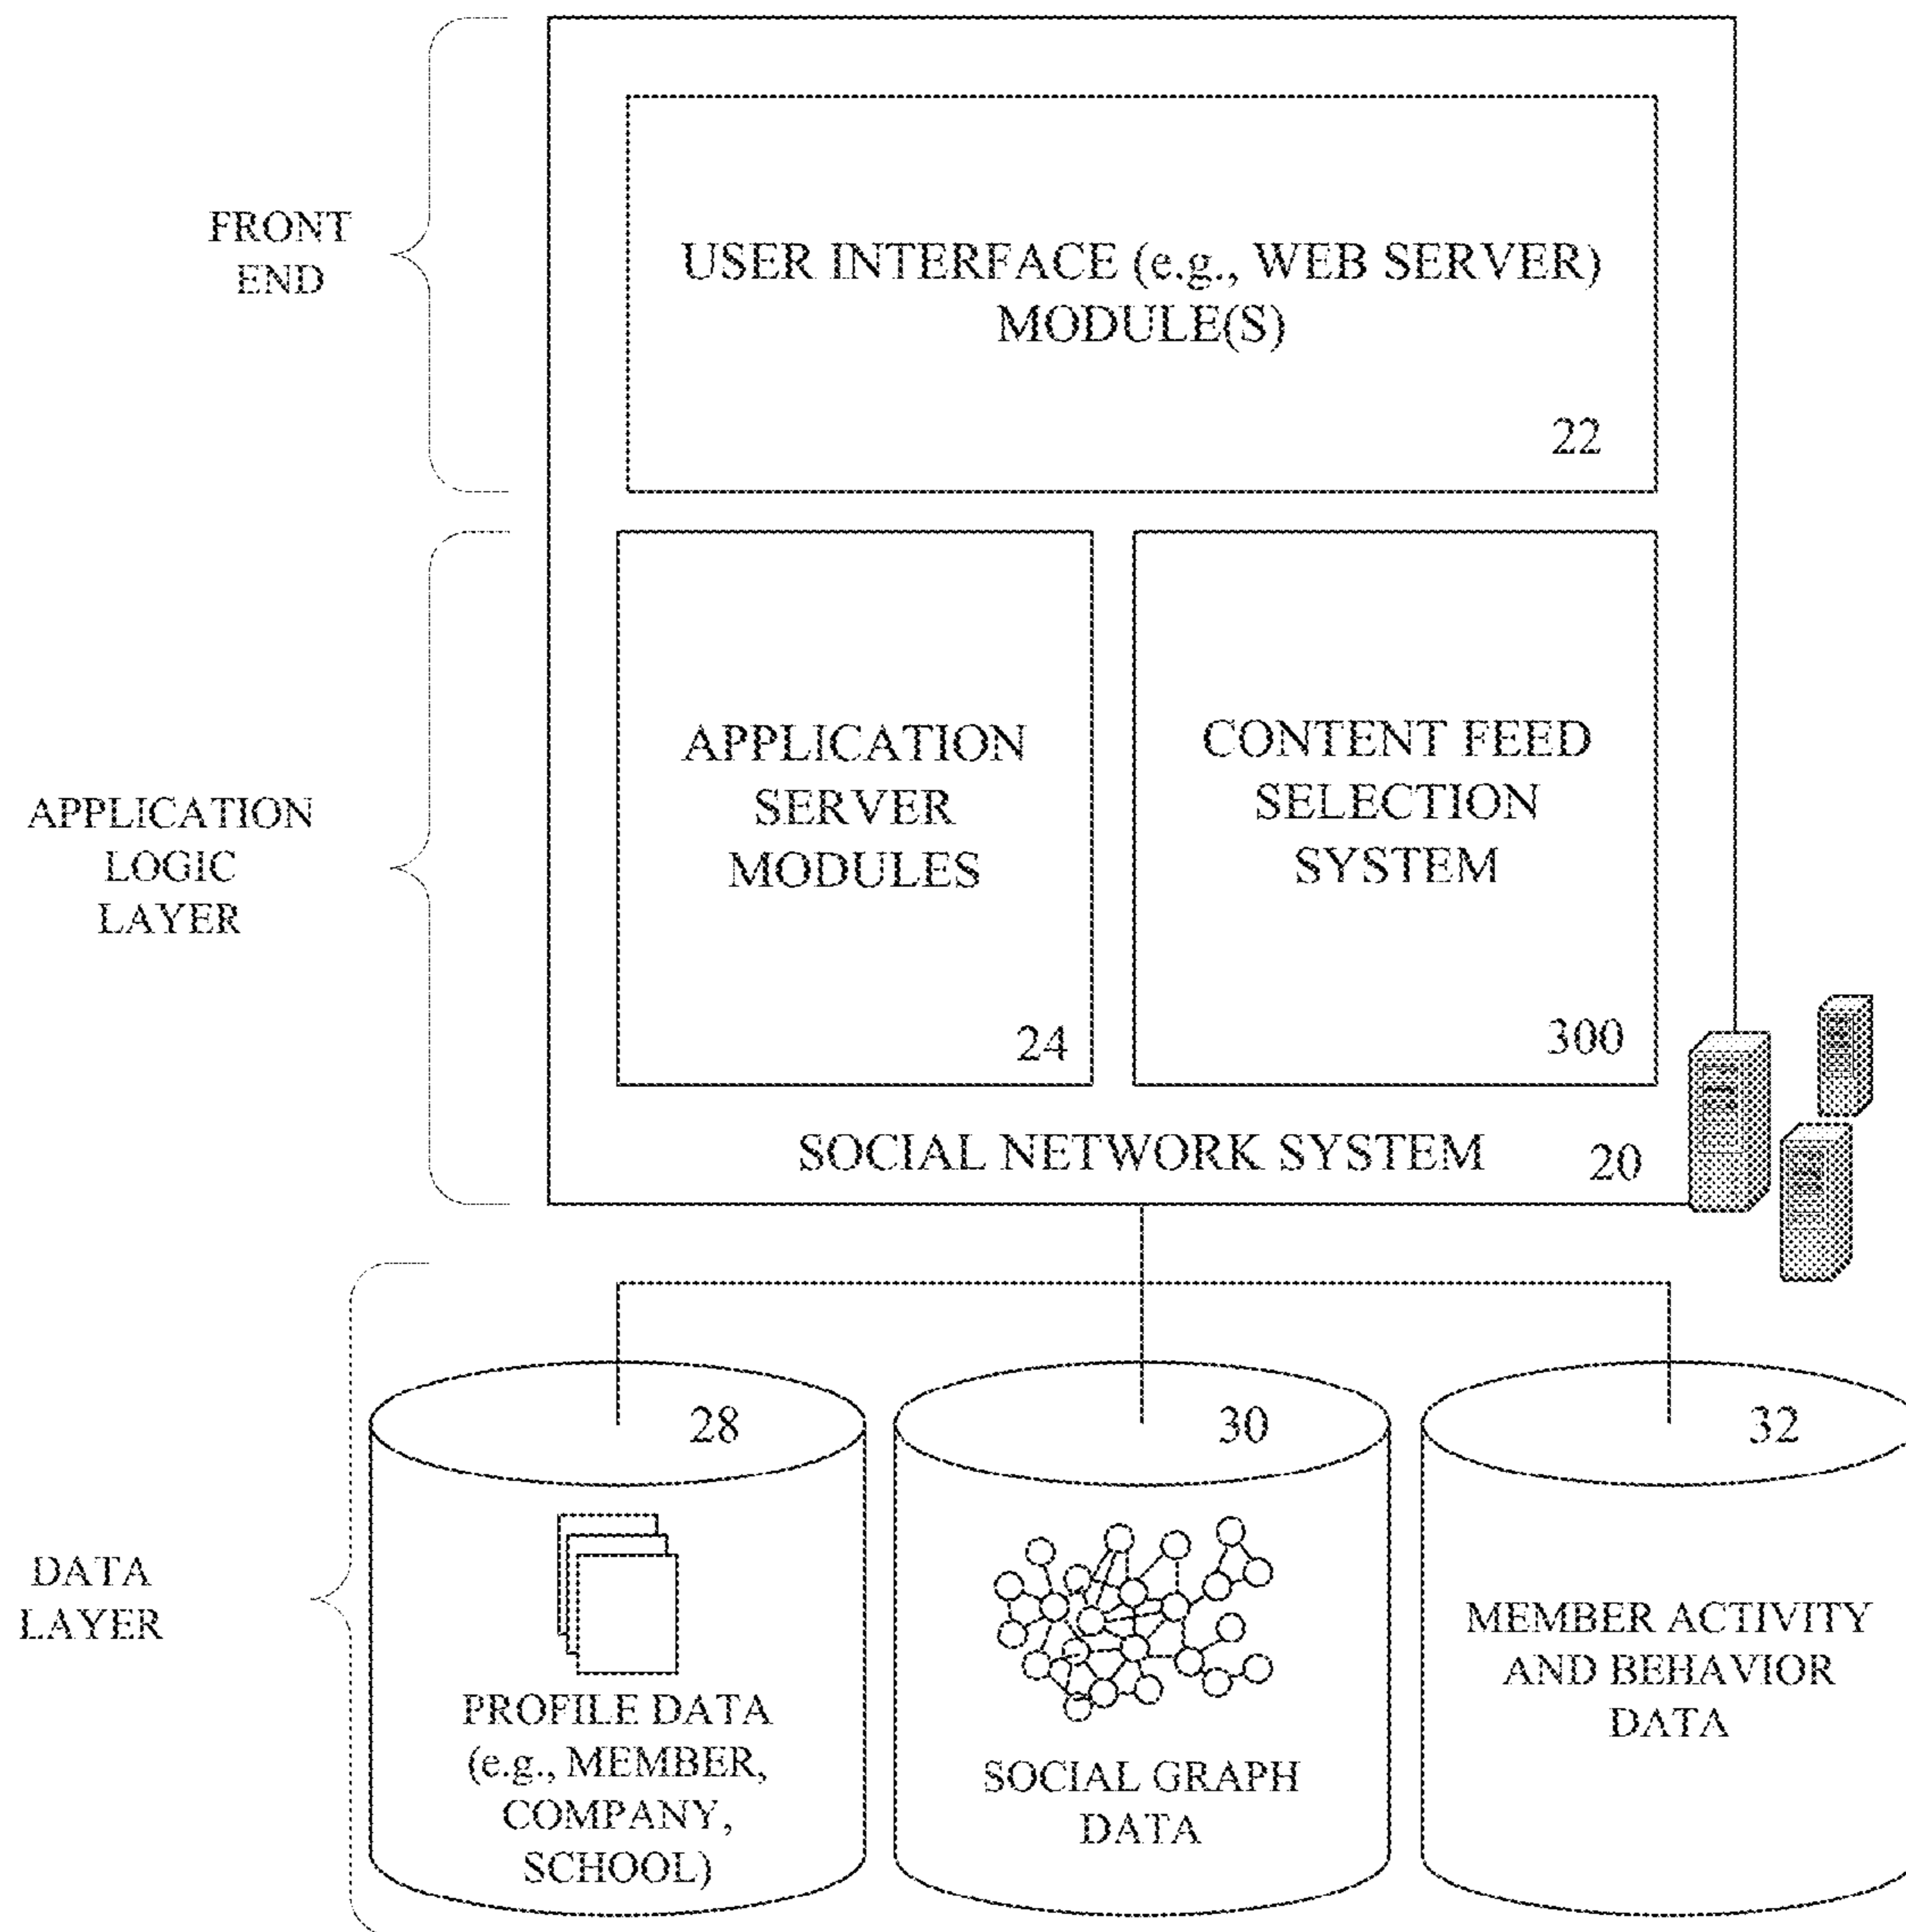 FRONT
END
USER INTERFACE (e.g., WEB SERVER)
MODULE(S)
22
APPLICATION
LOGIC
LAYER
APPLICATION
SERVER
MODULES
24
CONTENT FEED
SELECTION
SYSTEM
300
SOCIAL NETWORK SYSTEM
20
DATA
LAYER
28
PROFILE DATA
(e.g., MEMBER,
COMPANY,
SCHOOL)
30
SOCIAL GRAPH
DATA
32
MEMBER ACTIVITY
AND BEHAVIOR
DATA